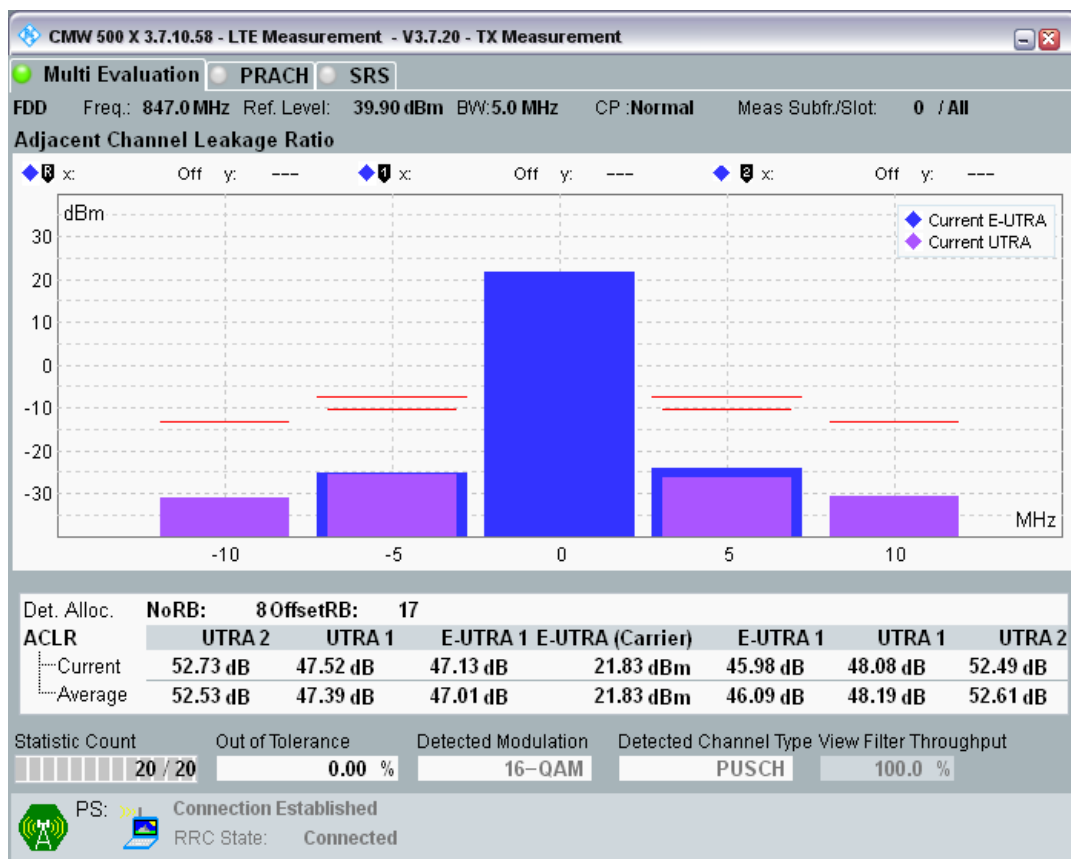 CMW 500 X 3.7.10.58 - LTE Measurement - V3.7.20 - TX Measurement
Multi Evaluation PRACH SRS
FDD Freq.: 847.0 MHz Ref. Level: 39.90 dBm BW:5.0 MHz CP :Normal Meas Subfr./Slot: 0 / All
Adjacent Channel Leakage Ratio
R x: Off y: --- 1 x: Off y: --- 2 x: Off y: ---
dBm
Current E-UTRA
Current UTRA
30
20
10
0
-10
-20
-30
MHz
-10 -5 0 5 10
Det. Alloc. NoRB: 8 OffsetRB: 17
ACLR UTRA 2 UTRA 1 E-UTRA 1 E-UTRA (Carrier) E-UTRA 1 UTRA 1 UTRA 2
Current 52.73 dB 47.52 dB 47.13 dB 21.83 dBm 45.98 dB 48.08 dB 52.49 dB
Average 52.53 dB 47.39 dB 47.01 dB 21.83 dBm 46.09 dB 48.19 dB 52.61 dB
Statistic Count Out of Tolerance Detected Modulation Detected Channel Type View Filter Throughput
20 / 20 0.00 % 16-QAM PUSCH 100.0 %
PS: Connection Established
RRC State: Connected